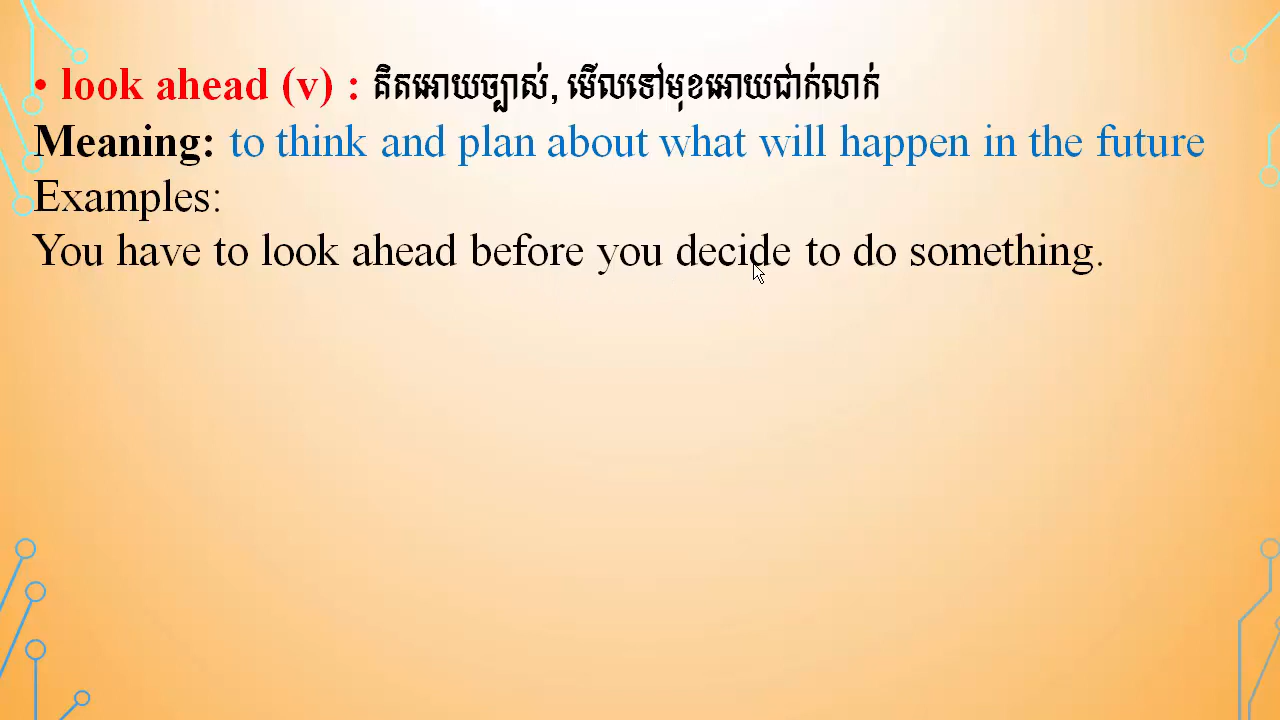 • look ahead (v) : គិតអោយច្បាស់, មើលទៅមុខអោយជាក់លាក់
Meaning: to think and plan about what will happen in the future
Examples:
You have to look ahead before you decide to do something.